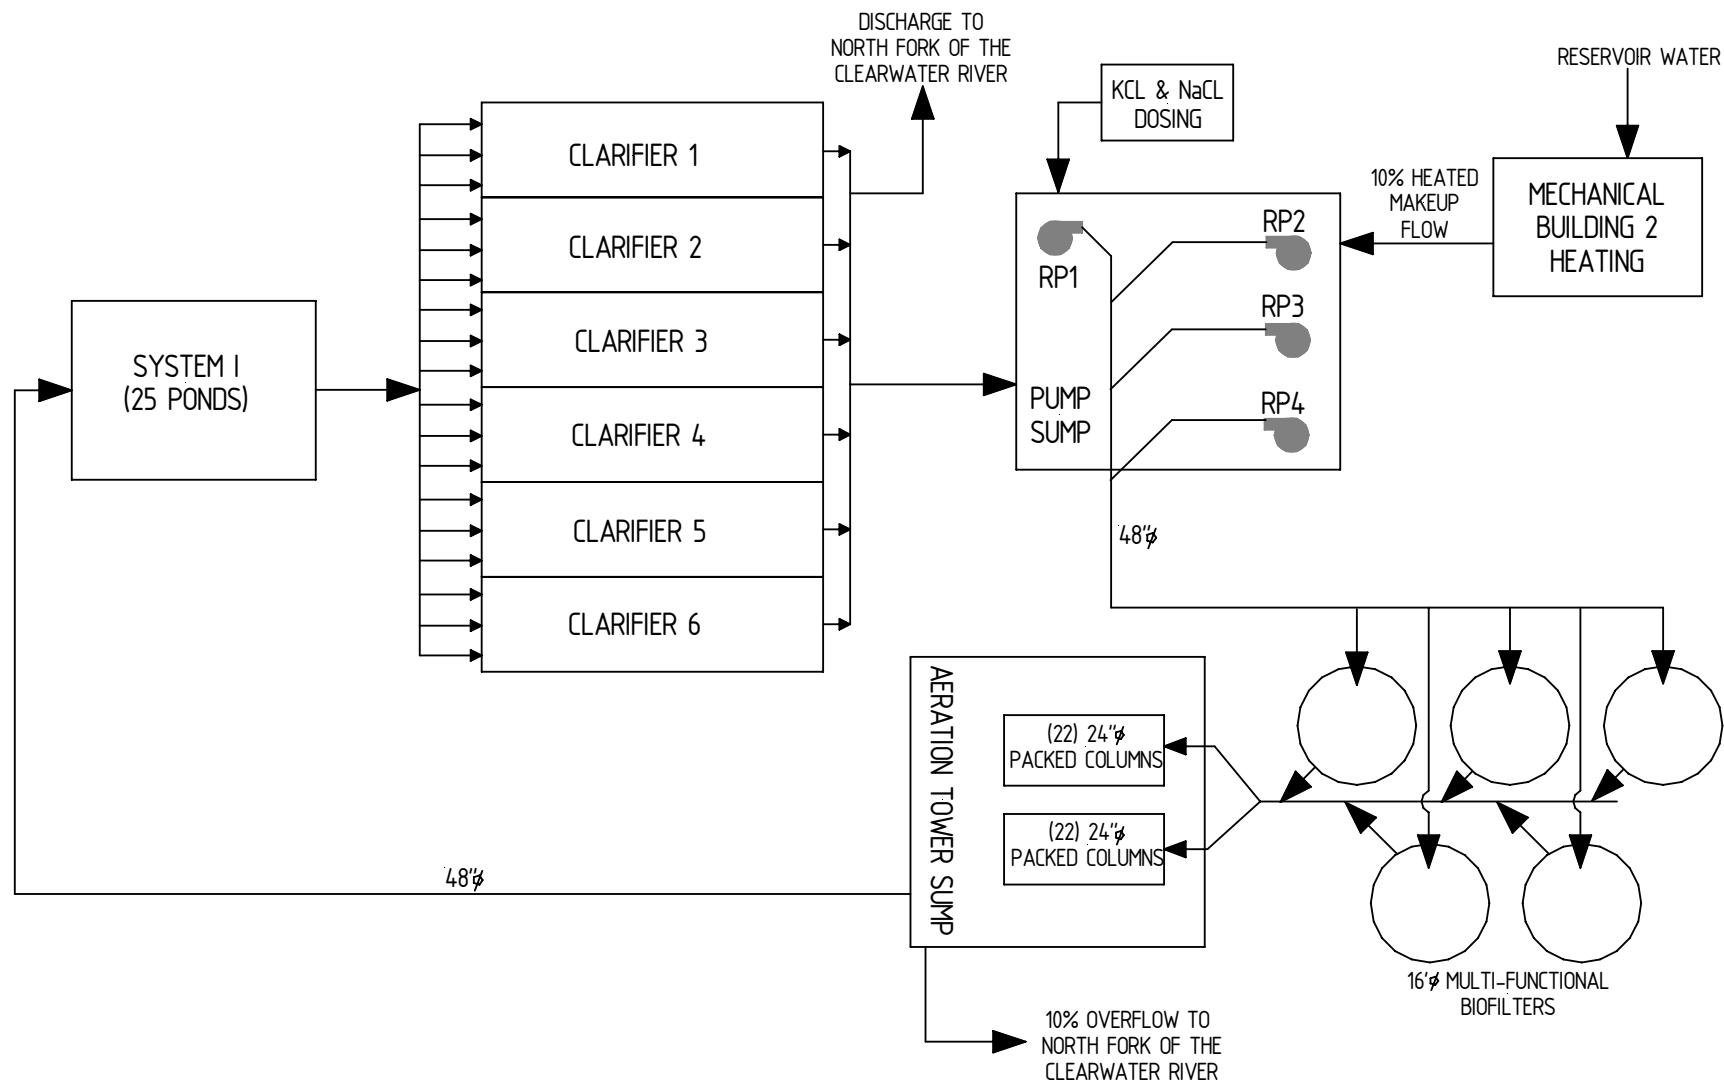 DISCHARGE TO
NORTH FORK OF THE
CLEARWATER RIVER
KCL & NaCL
DOSING
RESERVOIR WATER
MECHANICAL
BUILDING 2
HEATING
10% HEATED
MAKEUP
FLOW
CLARIFIER 1
CLARIFIER 2
CLARIFIER 3
CLARIFIER 4
CLARIFIER 5
CLARIFIER 6
SYSTEM I
(25 PONDS)
RP1
RP2
RP3
RP4
PUMP
SUMP
48"ø
AERATION TOWER SUMP
(22) 24"ø
PACKED COLUMNS
(22) 24"ø
PACKED COLUMNS
48"ø
16'ø MULTI-FUNCTIONAL
BIOFILTERS
10% OVERFLOW TO
NORTH FORK OF THE
CLEARWATER RIVER